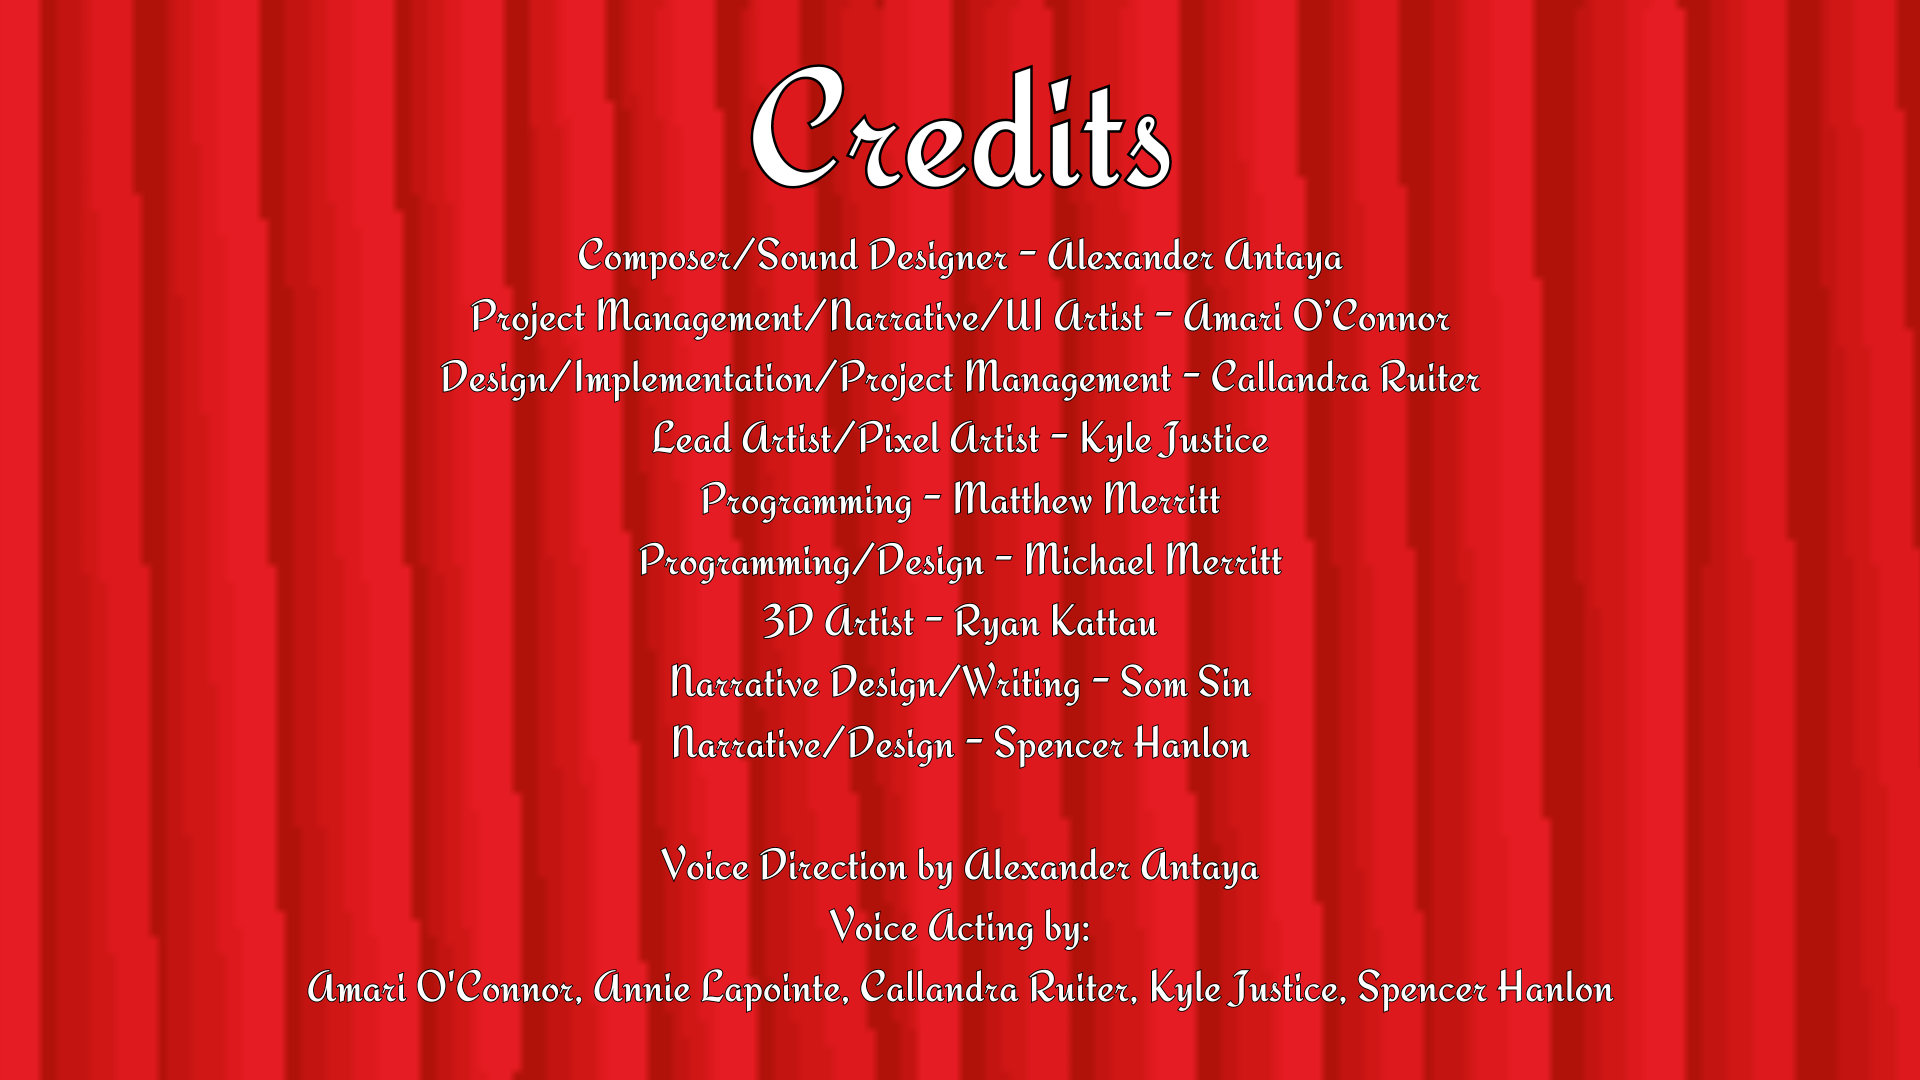 Credits
Composer/Sound Designer - Alexander Antaya
Project Management/Narrative/UI Artist - Amari O'Connor
Design/Implementation/Project Management - Callandra Ruiter
Lead Artist/Pixel Artist - Kyle Justice
Programming - Matthew Merritt
Programming/Design - Michael Merritt
3D Artist - Ryan Kattau
Narrative Design/Writing - Som Sin
Narrative/Design - Spencer Hanlon
Voice Direction by Alexander Antaya
Voice Acting by:
Amari O'Connor, Annie Lapointe, Callandra Ruiter, Kyle Justice, Spencer Hanlon